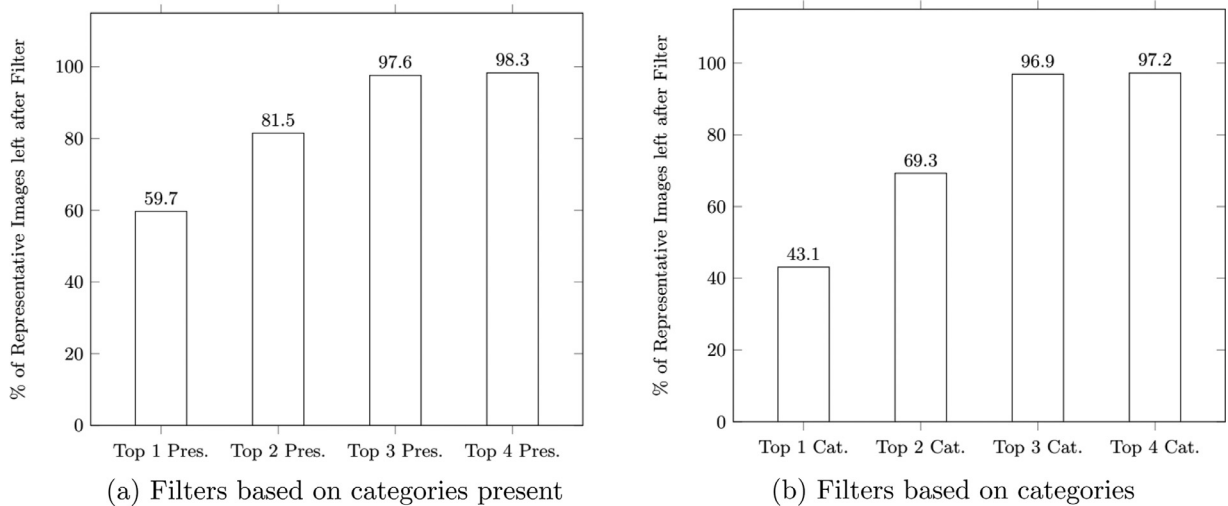 % of Representative Images left after Filter
100
80
60
40
20
0
59.7
81.5
97.6
98.3
Top 1 Pres.
Top 2 Pres.
Top 3 Pres.
Top 4 Pres.
(a) Filters based on categories present
% of Representative Images left after Filter
100
80
60
40
20
0
43.1
69.3
96.9
97.2
Top 1 Cat.
Top 2 Cat.
Top 3 Cat.
Top 4 Cat.
(b) Filters based on categories